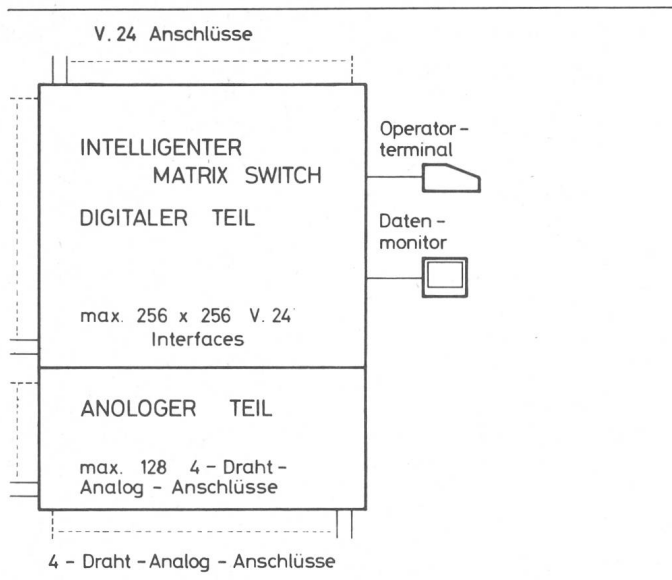 V.24 Anschlüsse
INTELLIGENTER
MATRIX SWITCH
DIGITALER TEIL
max. 256 x 256 V.24
Interfaces
Operator-
terminal
Daten-
monitor
ANOLOGER TEIL
max. 128 4-Draht-
Analog-Anschlüsse
4-Draht-Analog-Anschlüsse